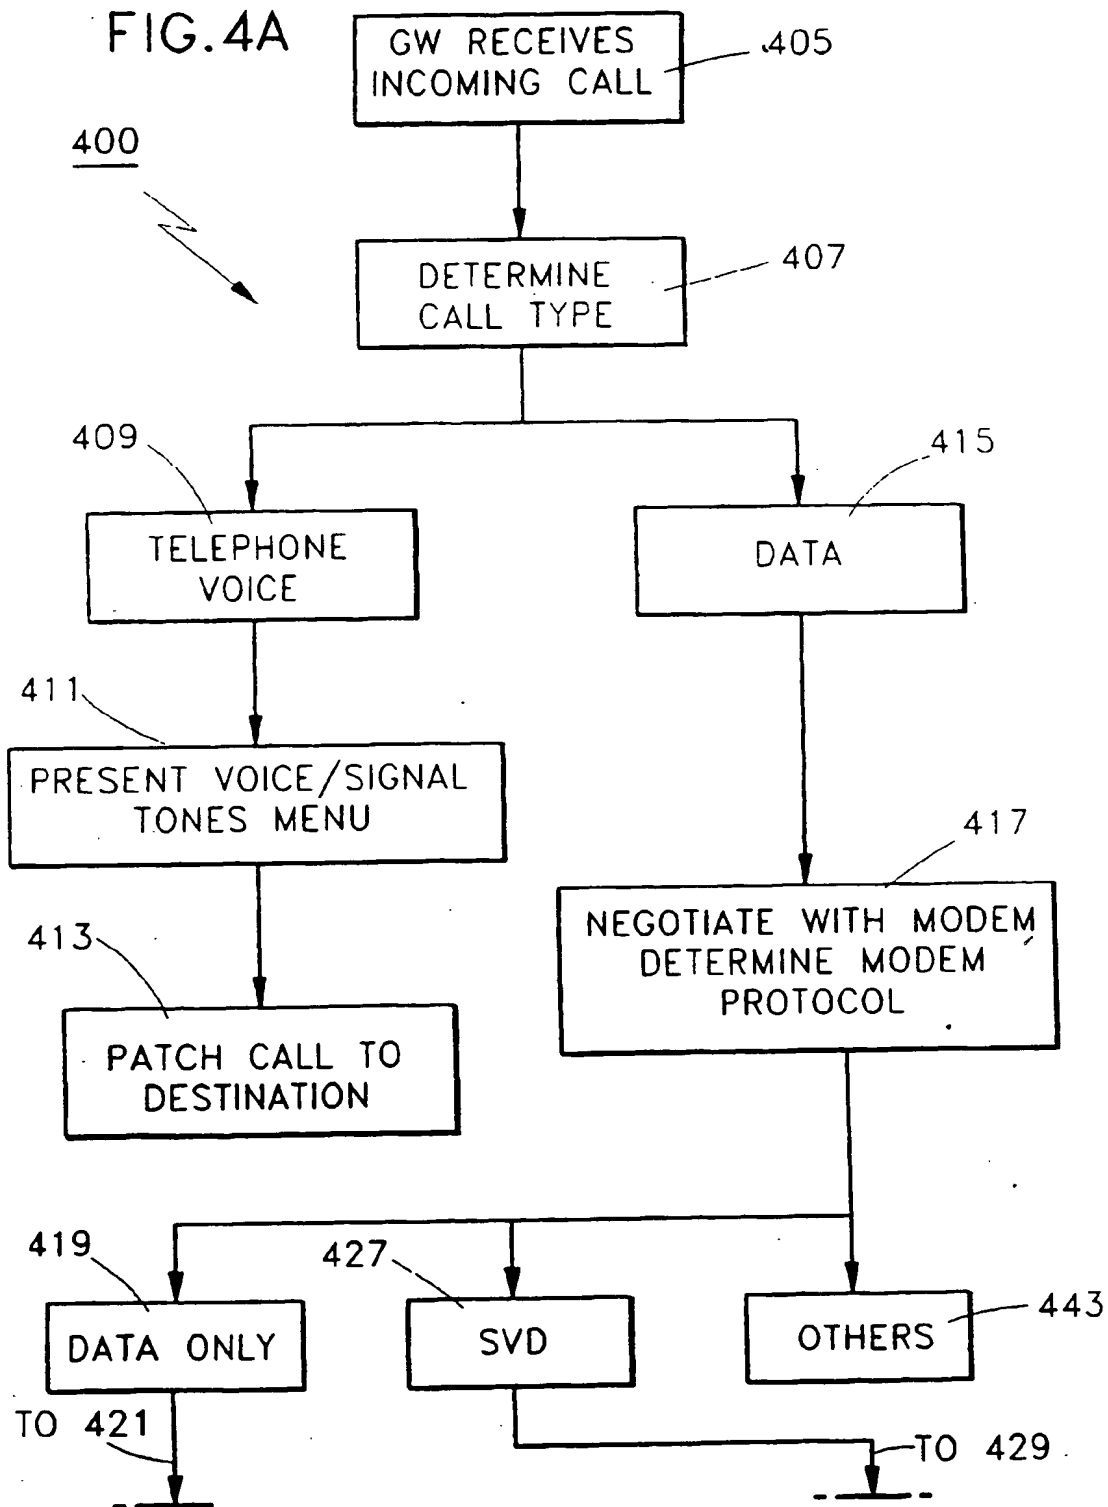 FIG. 4A
GW RECEIVES
INCOMING CALL
405
400
DETERMINE
CALL TYPE
407
409
415
TELEPHONE
VOICE
DATA
411
PRESENT VOICE/SIGNAL
TONES MENU
417
NEGOTIATE WITH MODEM
DETERMINE MODEM
PROTOCOL
413
PATCH CALL TO
DESTINATION
419
427
443
DATA ONLY
SVD
OTHERS
TO 421
TO 429